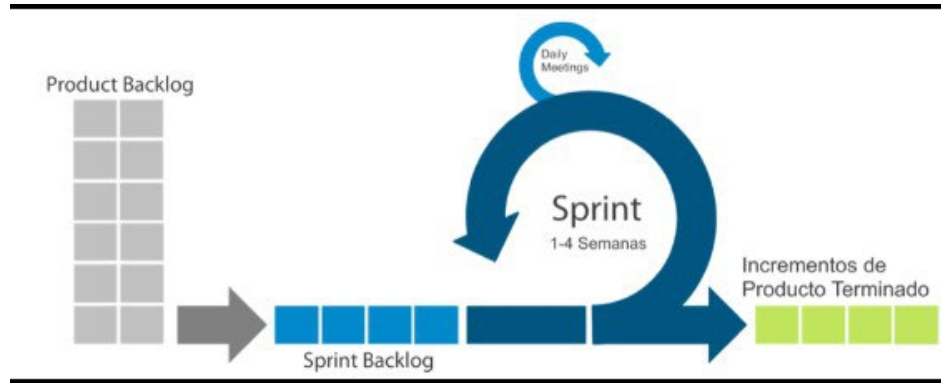 Daily
Meetings
Product Backlog
Sprint
1-4 Semanas
Incrementos de
Producto Terminado
Sprint Backlog